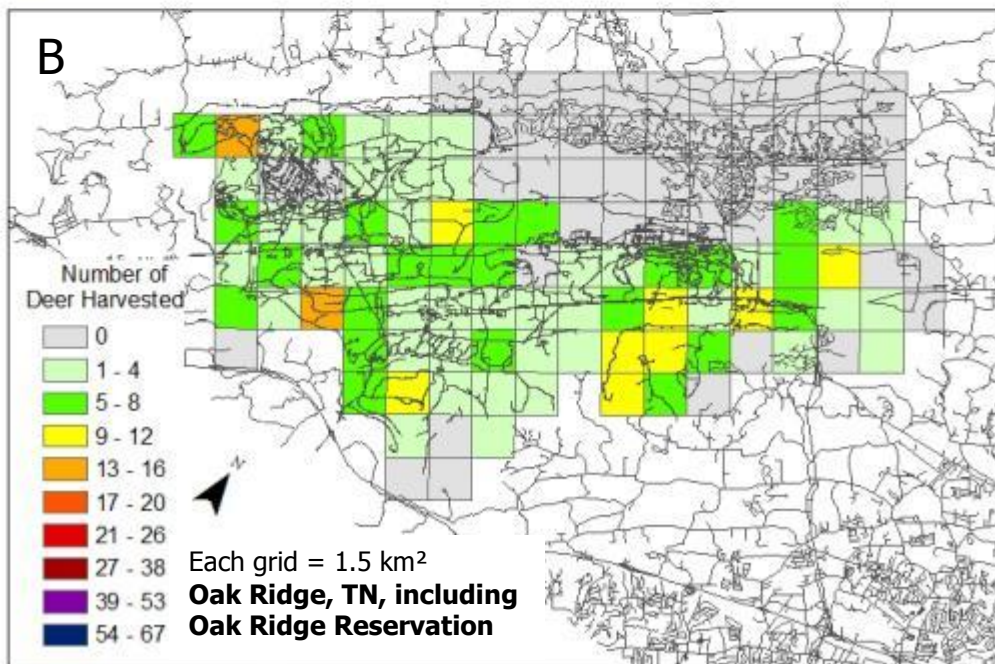 B
Number of
Deer Harvested
0
1 - 4
5 - 8
9 - 12
13 - 16
17 - 20
21 - 26
27 - 38
39 - 53
54 - 67
N
Each grid = 1.5 km²
Oak Ridge, TN, including
Oak Ridge Reservation